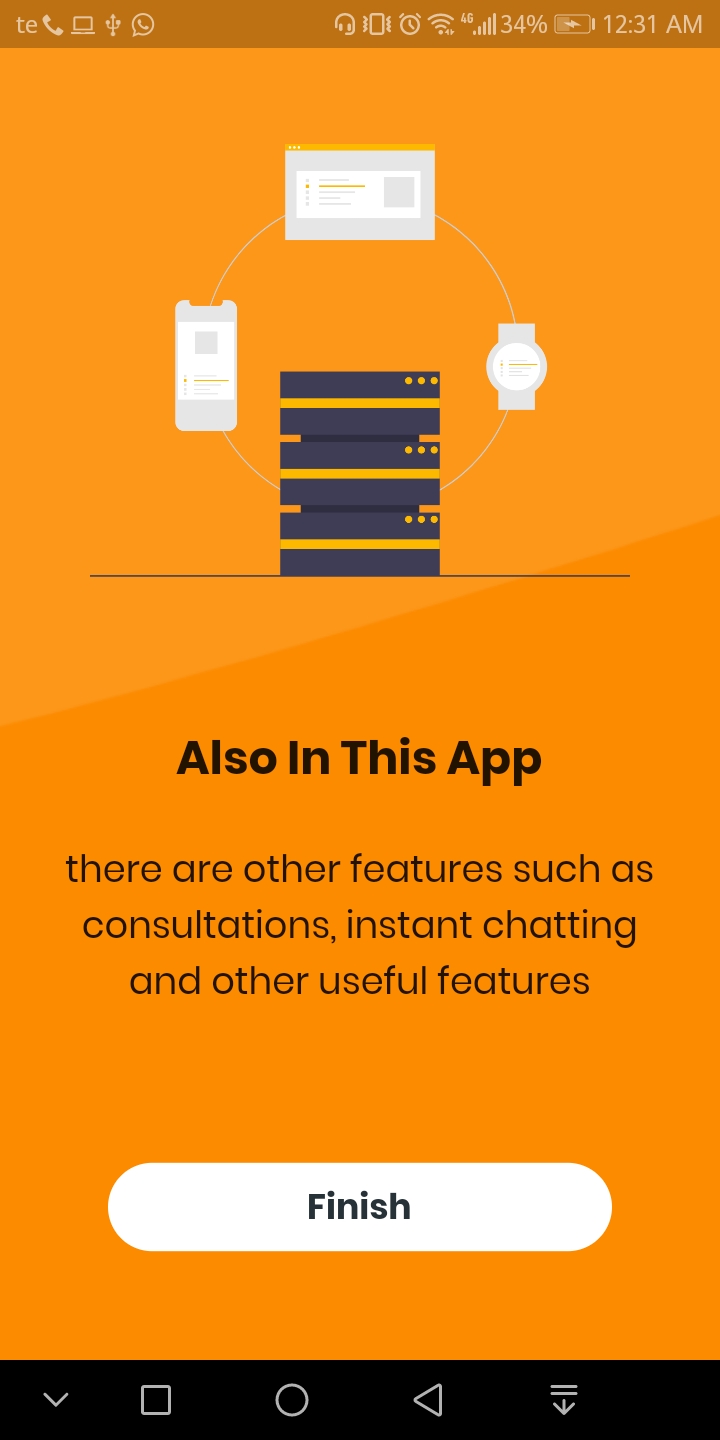 te 4G 34% 12:31 AM
Also In This App
there are other features such as
consultations, instant chatting
and other useful features
Finish